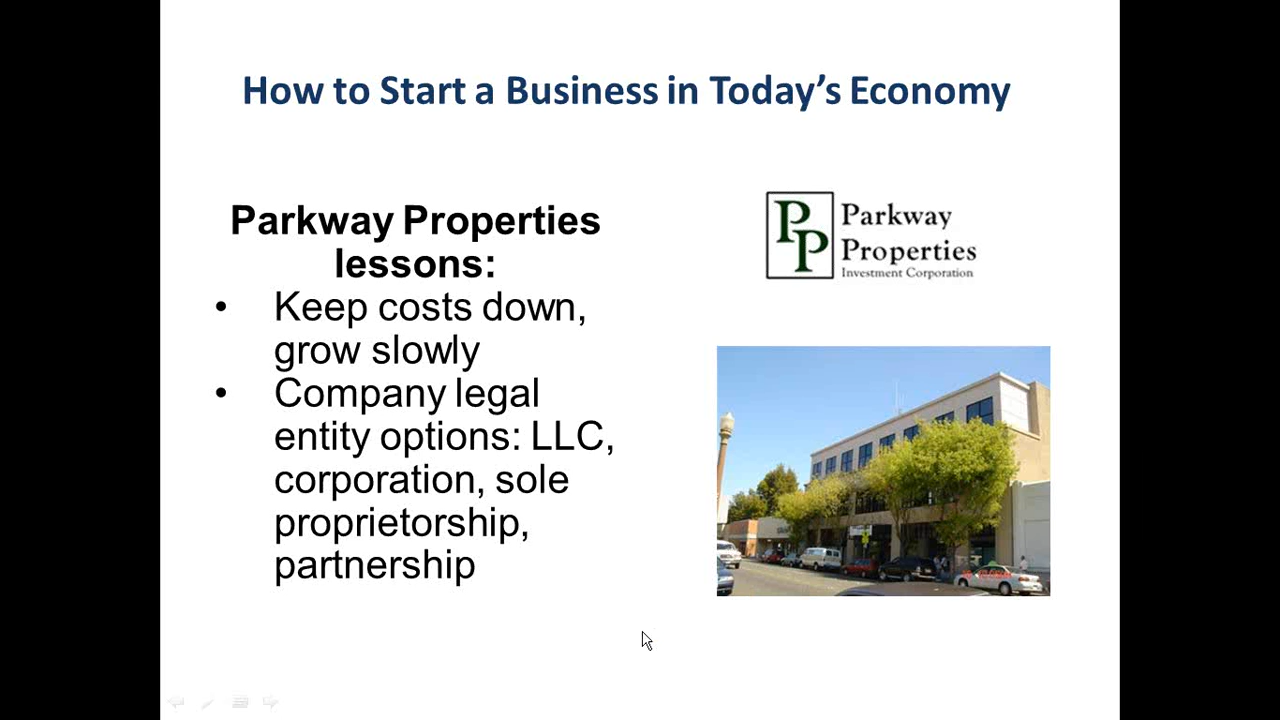 How to Start a Business in Today's Economy
Parkway Properties
lessons:
• Keep costs down,
grow slowly
• Company legal
entity options: LLC,
corporation, sole
proprietorship,
partnership
PP
Parkway
Properties
Investment Corporation